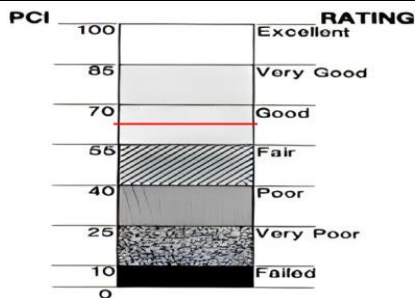 PCI RATING
100 Excellent
85 Very Good
70 Good
55 Fair
40 Poor
25 Very Poor
10 Failed
0